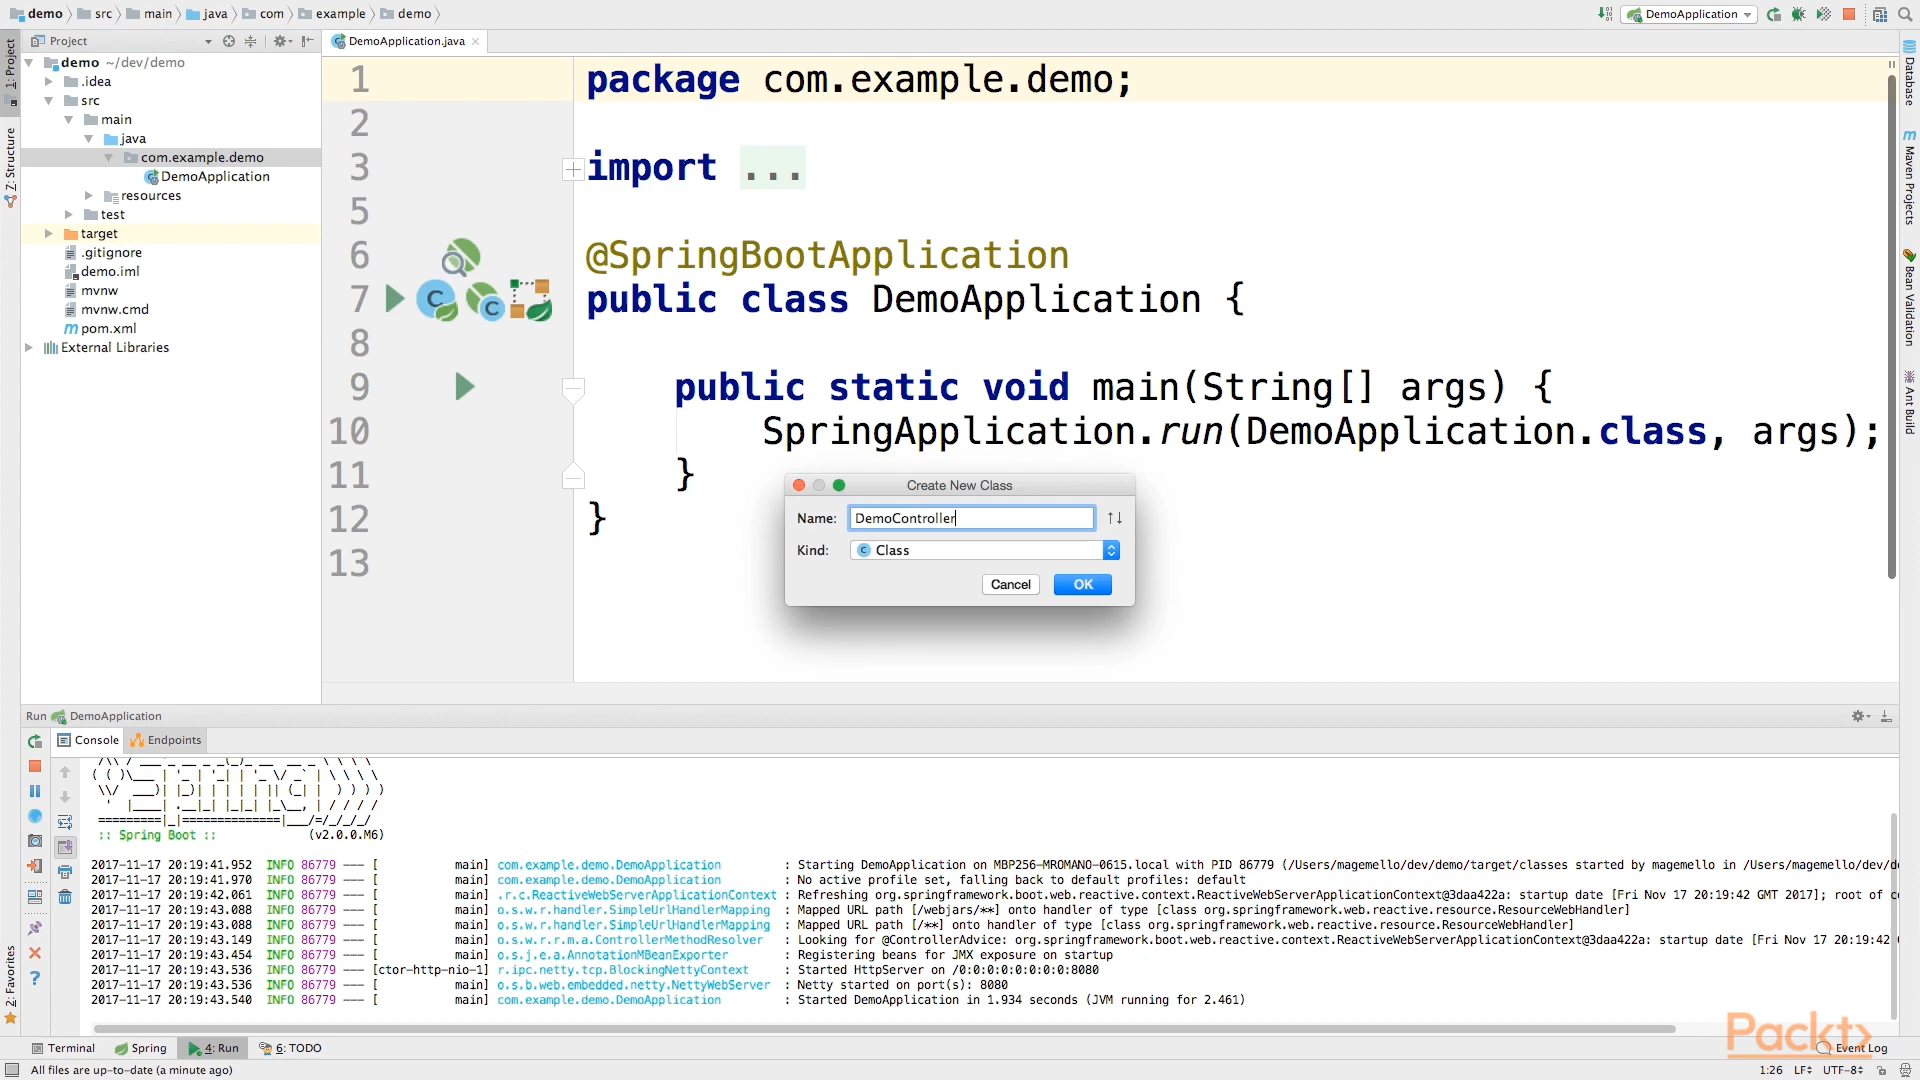 demo src main java com example demo
DemoApplication
Project
DemoApplication.java
1: Project
Z: Structure
2: Favorites
demo ~/dev/demo
.idea
src
main
java
com.example.demo
DemoApplication
resources
test
target
.gitignore
demo.iml
mvnw
mvnw.cmd
pom.xml
External Libraries
1 package com.example.demo;
2
3 import ...
5
6 @SpringBootApplication
7 public class DemoApplication {
8
9 public static void main(String[] args) {
10 SpringApplication.run(DemoApplication.class, args);
11 }
12 }
13
Create New Class
Name: DemoController
Kind: Class
Cancel OK
Database
Maven Projects
Bean Validation
Ant Build
Run DemoApplication
Console Endpoints
:: Spring Boot :: (v2.0.0.M6)
2017-11-17 20:19:41.952 INFO 86779 --- [ main] com.example.demo.DemoApplication : Starting DemoApplication on MBP256-MROMANO-0615.local with PID 86779 (/Users/magemello/dev/demo/target/classes started by magemello in /Users/magemello/dev/d
2017-11-17 20:19:41.970 INFO 86779 --- [ main] com.example.demo.DemoApplication : No active profile set, falling back to default profiles: default
2017-11-17 20:19:42.061 INFO 86779 --- [ main] .r.c.ReactiveWebServerApplicationContext : Refreshing org.springframework.boot.web.reactive.context.ReactiveWebServerApplicationContext@3daa422a: startup date [Fri Nov 17 20:19:42 GMT 2017]; root of c
2017-11-17 20:19:43.088 INFO 86779 --- [ main] o.s.w.r.handler.SimpleUrlHandlerMapping : Mapped URL path [/webjars/**] onto handler of type [class org.springframework.web.reactive.resource.ResourceWebHandler]
2017-11-17 20:19:43.088 INFO 86779 --- [ main] o.s.w.r.handler.SimpleUrlHandlerMapping : Mapped URL path [/**] onto handler of type [class org.springframework.web.reactive.resource.ResourceWebHandler]
2017-11-17 20:19:43.149 INFO 86779 --- [ main] o.s.w.r.r.m.a.ControllerMethodResolver : Looking for @ControllerAdvice: org.springframework.boot.web.reactive.context.ReactiveWebServerApplicationContext@3daa422a: startup date [Fri Nov 17 20:19:42
2017-11-17 20:19:43.454 INFO 86779 --- [ main] o.s.j.e.a.AnnotationMBeanExporter : Registering beans for JMX exposure on startup
2017-11-17 20:19:43.536 INFO 86779 --- [ctor-http-nio-1] r.ipc.netty.tcp.BlockingNettyContext : Started HttpServer on /0:0:0:0:0:0:0:0:8080
2017-11-17 20:19:43.536 INFO 86779 --- [ main] o.s.b.web.embedded.netty.NettyWebServer : Netty started on port(s): 8080
2017-11-17 20:19:43.540 INFO 86779 --- [ main] com.example.demo.DemoApplication : Started DemoApplication in 1.934 seconds (JVM running for 2.461)
Packt>
Terminal Spring 4: Run 6: TODO Event Log
All files are up-to-date (a minute ago) 1:26 LF UTF-8